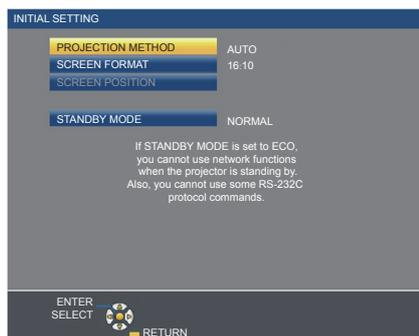 INITIAL SETTING
PROJECTION METHOD AUTO
SCREEN FORMAT 16:10
SCREEN POSITION
STANDBY MODE NORMAL
If STANDBY MODE is set to ECO,
you cannot use network functions
when the projector is standing by.
Also, you cannot use some RS-232C
protocol commands.
ENTER
SELECT
RETURN